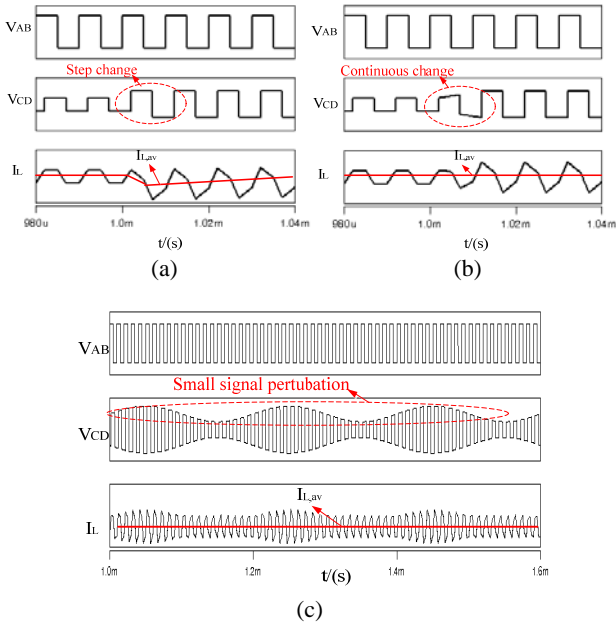 VAB
Step change
VCD
IL,av
IL
980u 1.0m 1.02m 1.04m
t/(s)
(a)
VAB
Continuous change
VCD
IL,av
IL
980u 1.0m 1.02m 1.04m
t/(s)
(b)
VAB
Small signal pertubation
VCD
IL,av
IL
1.0m 1.2m 1.4m 1.6m
t/(s)
(c)